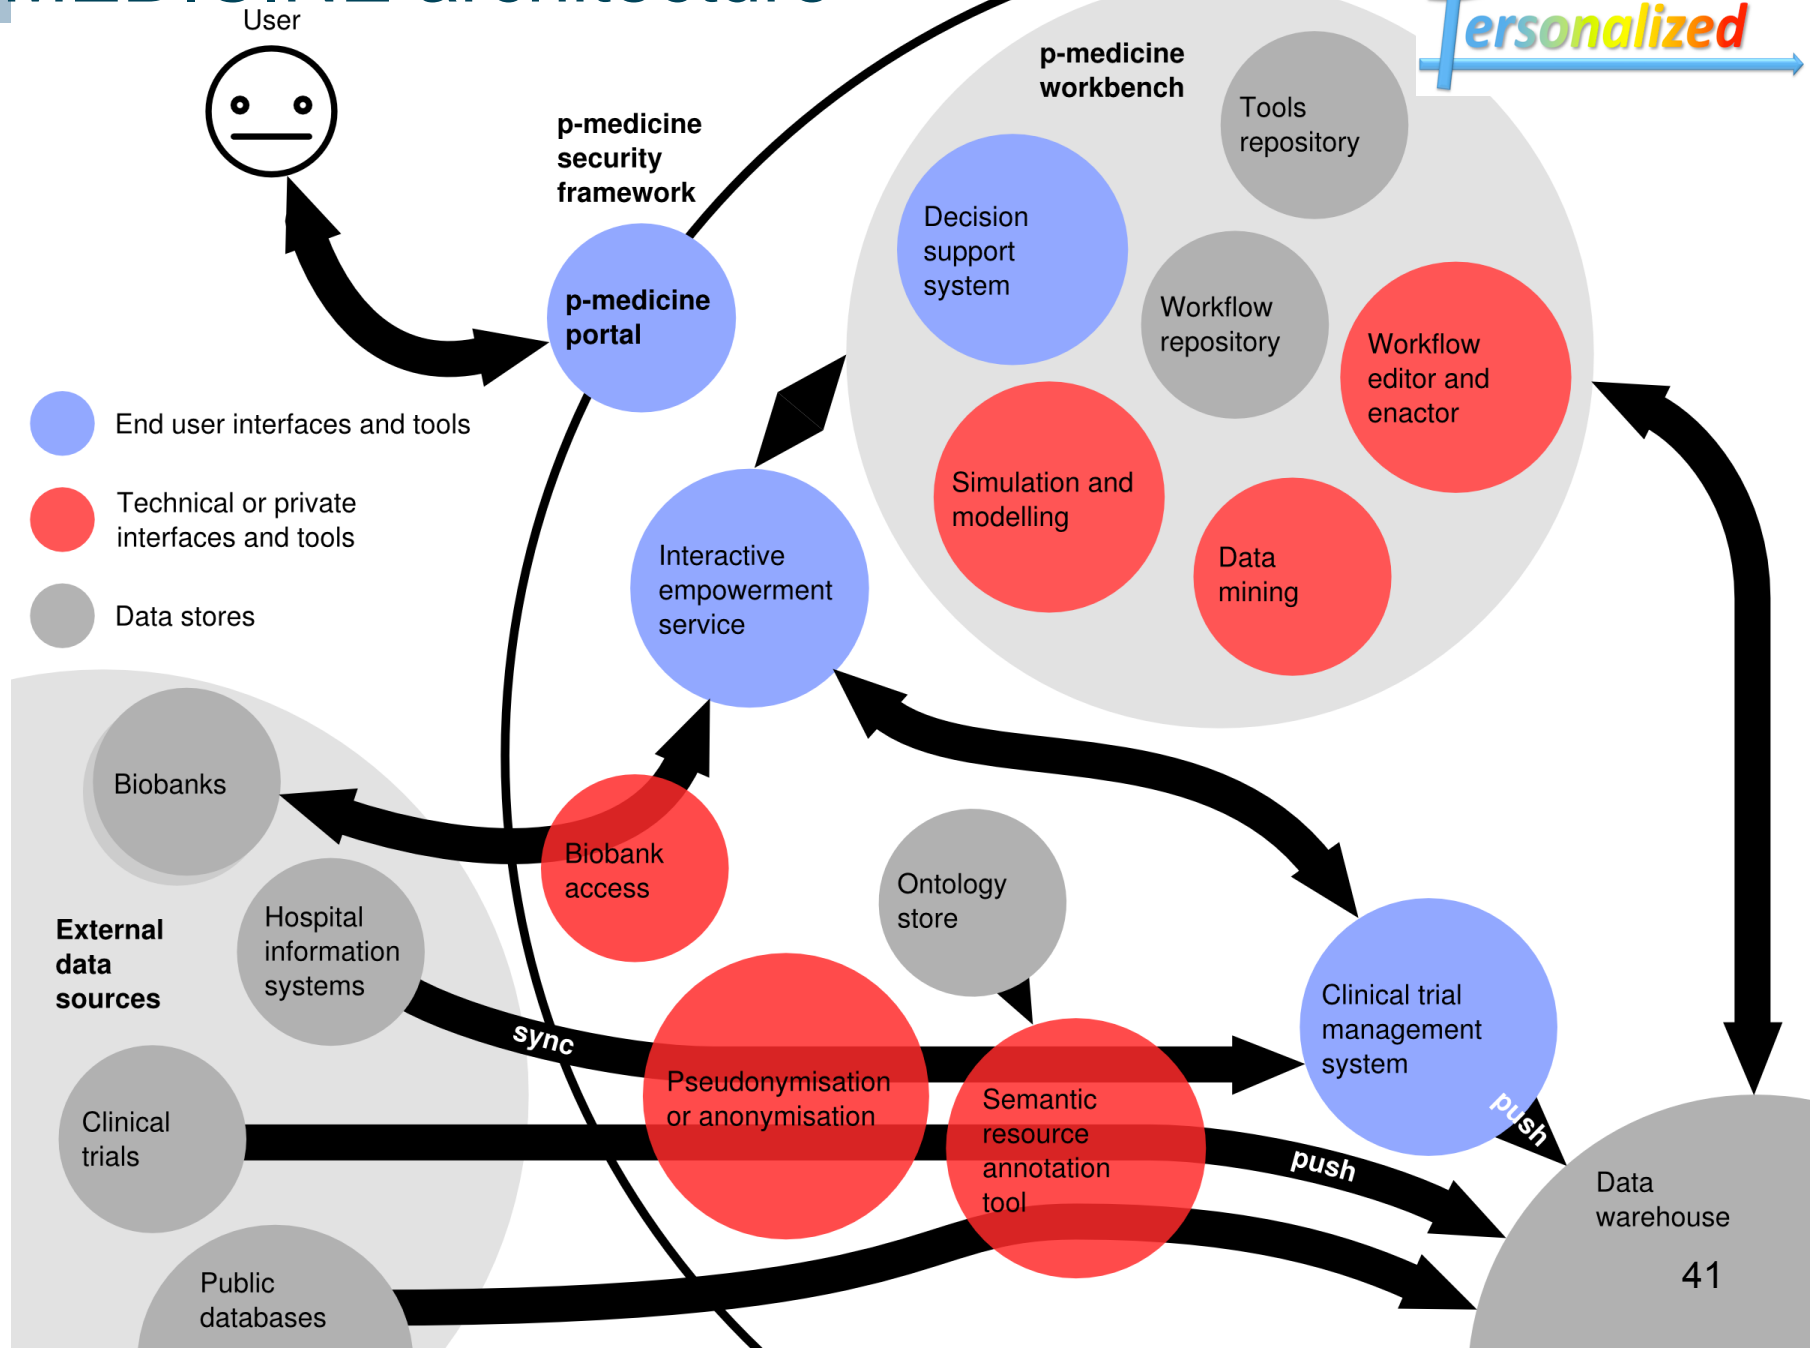 MEDICINE architecture
User
Personalized
p-medicine
workbench
Tools
repository
p-medicine
security
framework
Decision
support
system
p-medicine
portal
Workflow
repository
Workflow
editor and
enactor
End user interfaces and tools
Technical or private
interfaces and tools
Data stores
Simulation and
modelling
Data
mining
Interactive
empowerment
service
Biobanks
Biobank
access
Ontology
store
External
data
sources
Hospital
information
systems
sync
Clinical trial
management
system
push
Pseudonymisation
or anonymisation
Semantic
resource
annotation
tool
Clinical
trials
push
Data
warehouse
Public
databases
41